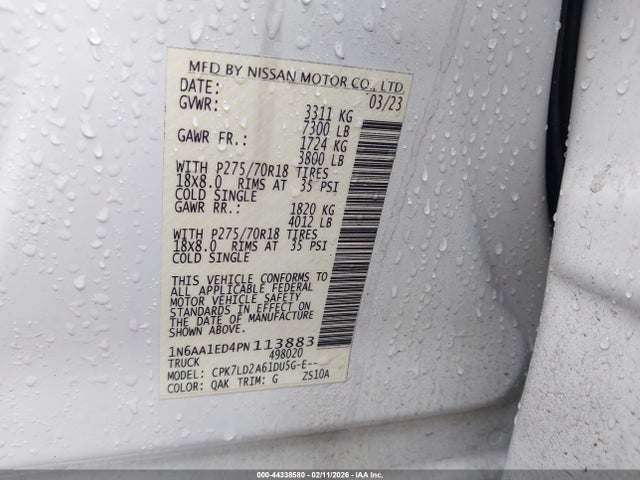 MFD BY NISSAN MOTOR CO., LTD.
DATE: 03/23
GVWR: 3311 KG
7300 LB
GAWR FR.: 1724 KG
3800 LB
WITH P275/70R18 TIRES
18X8.0 RIMS AT 35 PSI
COLD SINGLE
GAWR RR.: 1820 KG
4012 LB
WITH P275/70R18 TIRES
18X8.0 RIMS AT 35 PSI
COLD SINGLE
THIS VEHICLE CONFORMS TO
ALL APPLICABLE FEDERAL
MOTOR VEHICLE SAFETY
STANDARDS IN EFFECT ON
THE DATE OF MANUFACTURE
SHOWN ABOVE.
1N6AA1ED4PN113883
TRUCK 498020
MODEL: CPK7LD2A61DU5G-E--
COLOR: QAK TRIM: G ZS10A
000-44338580 - 02/11/2026 - IAA Inc.